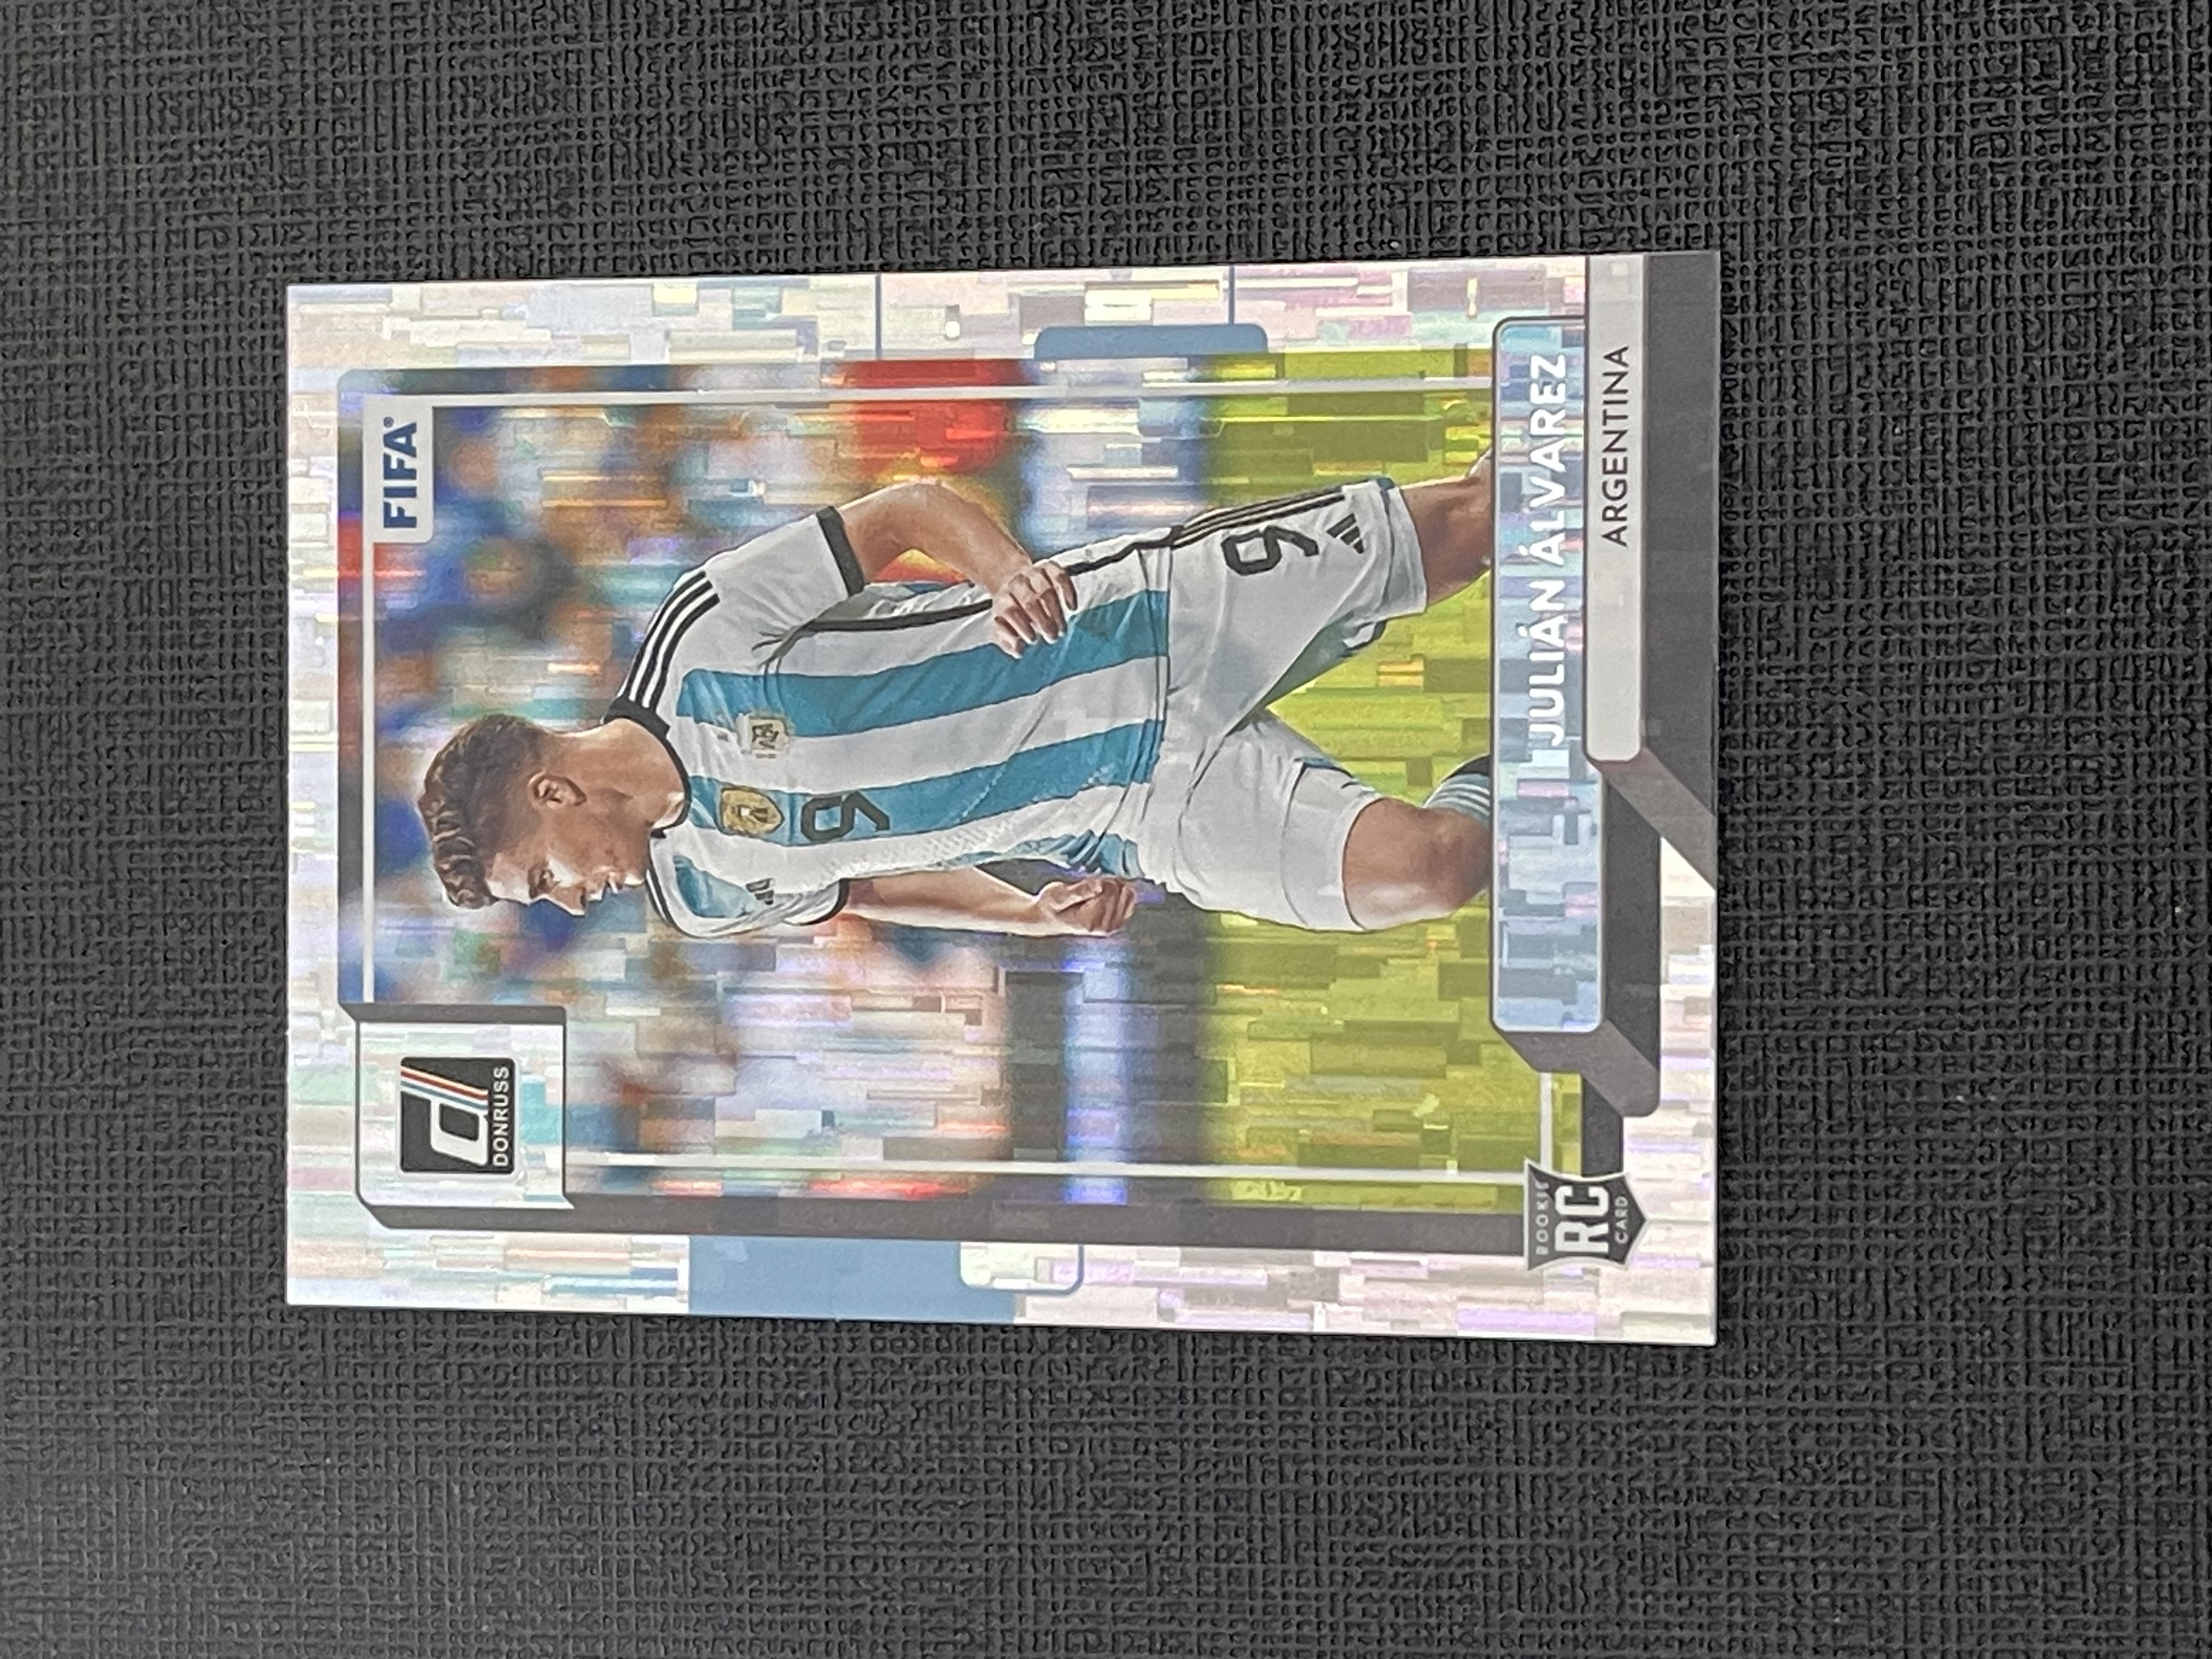 FIFA®
d
DONRUSS
9
9
JULIÁN ÁLVAREZ
ROOKIE
RC
CARD
ARGENTINA